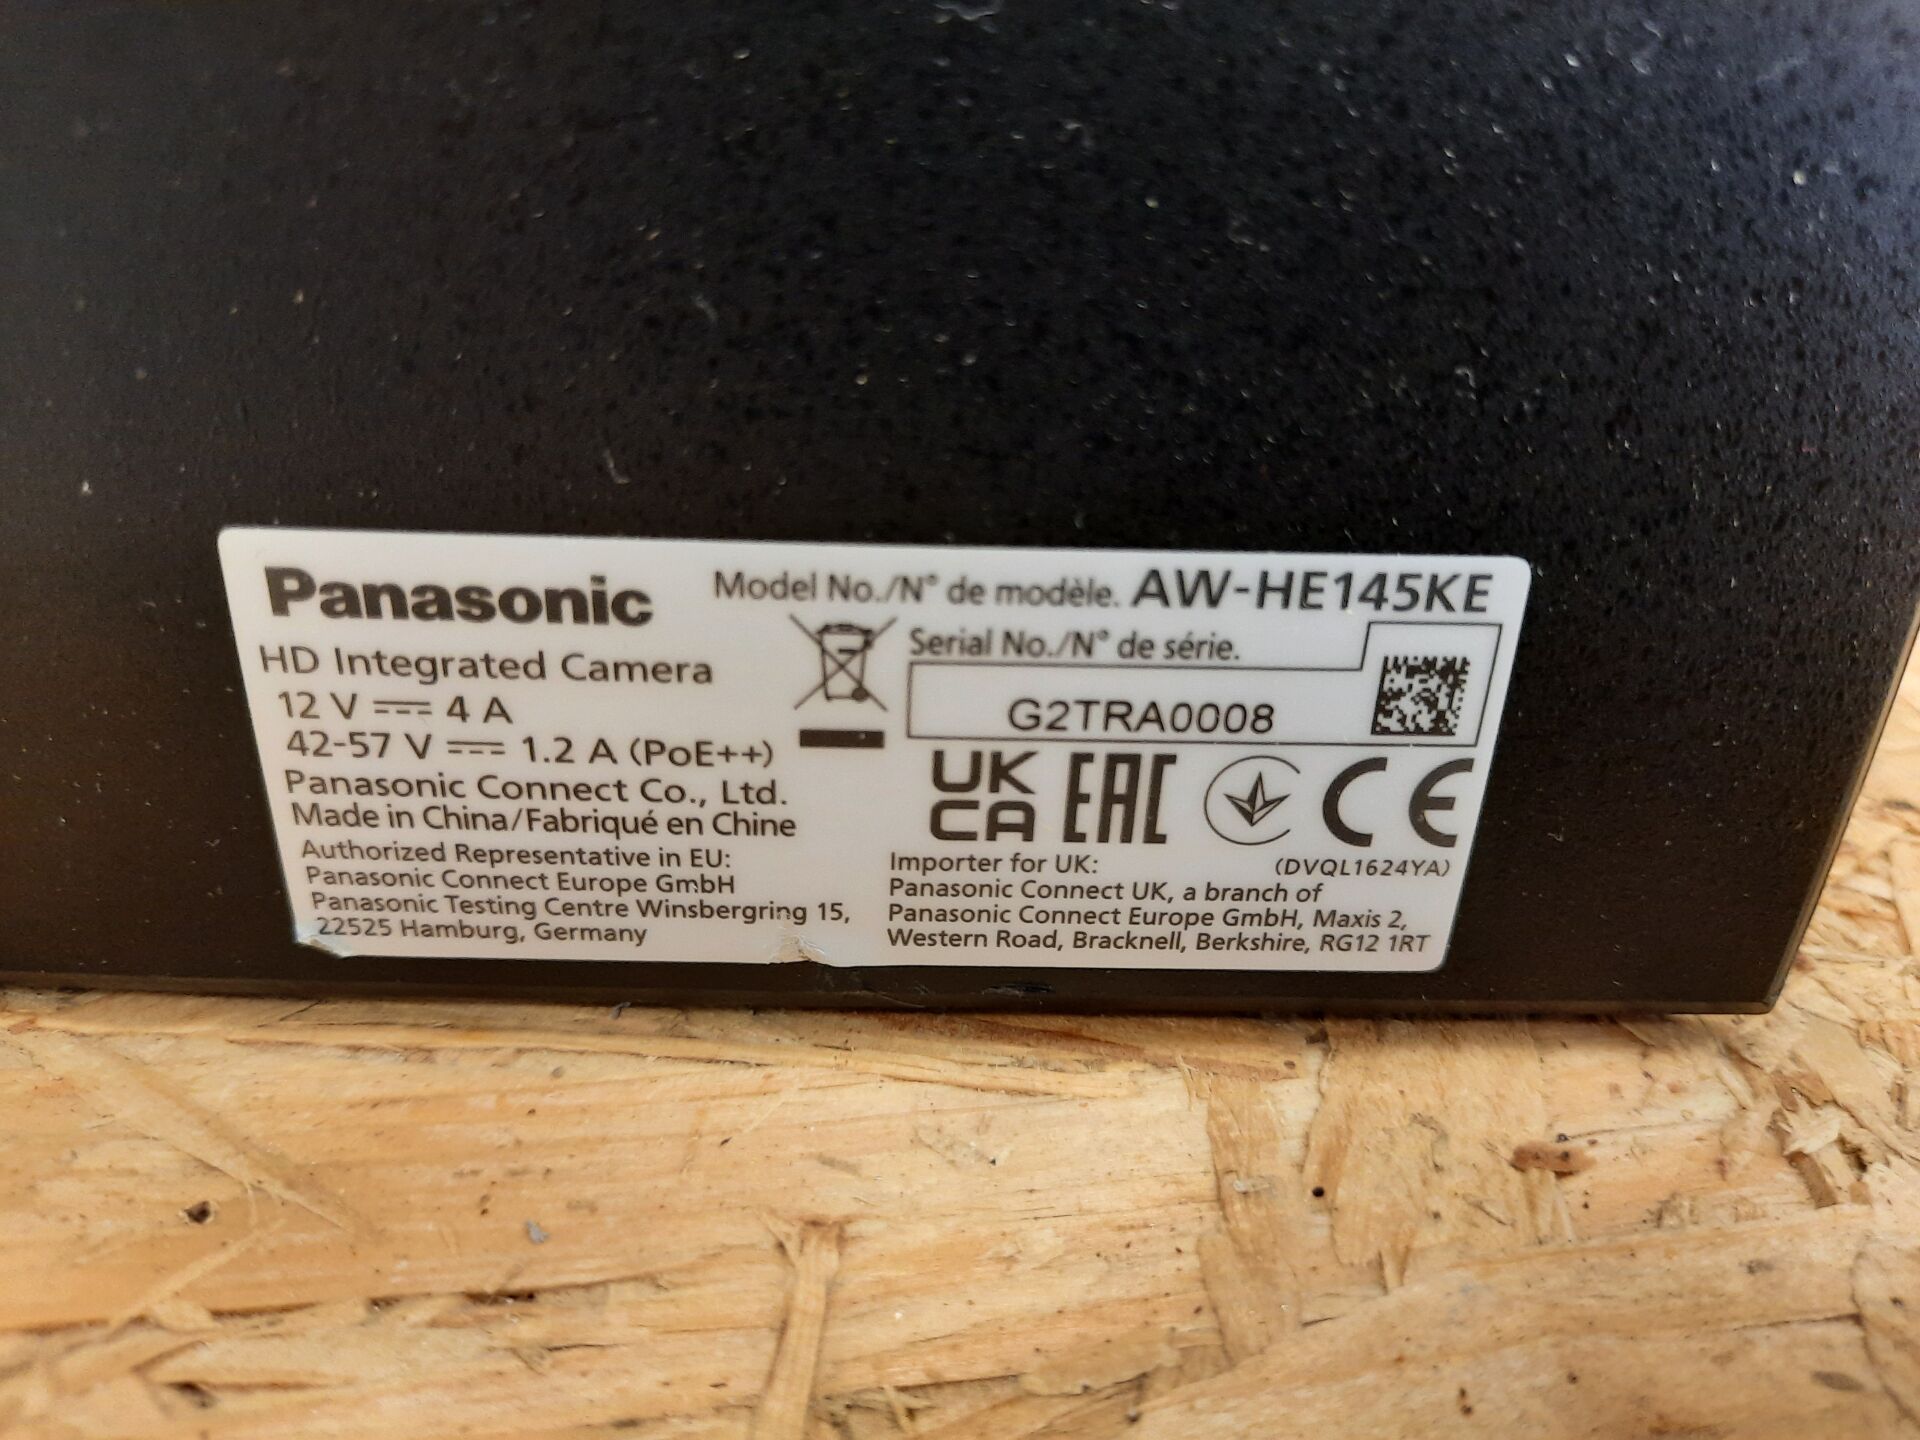 Panasonic
Model No./N° de modèle. AW-HE145KE
HD Integrated Camera
12 V ⎓ 4 A
42-57 V ⎓ 1.2 A (PoE++)
Panasonic Connect Co., Ltd.
Made in China/Fabriqué en Chine
Authorized Representative in EU:
Panasonic Connect Europe GmbH
Panasonic Testing Centre Winsbergring 15,
22525 Hamburg, Germany
Serial No./N° de série.
G2TRA0008
UK
CA
EAC
CE
(DVQL1624YA)
Importer for UK:
Panasonic Connect UK, a branch of
Panasonic Connect Europe GmbH, Maxis 2,
Western Road, Bracknell, Berkshire, RG12 1RT